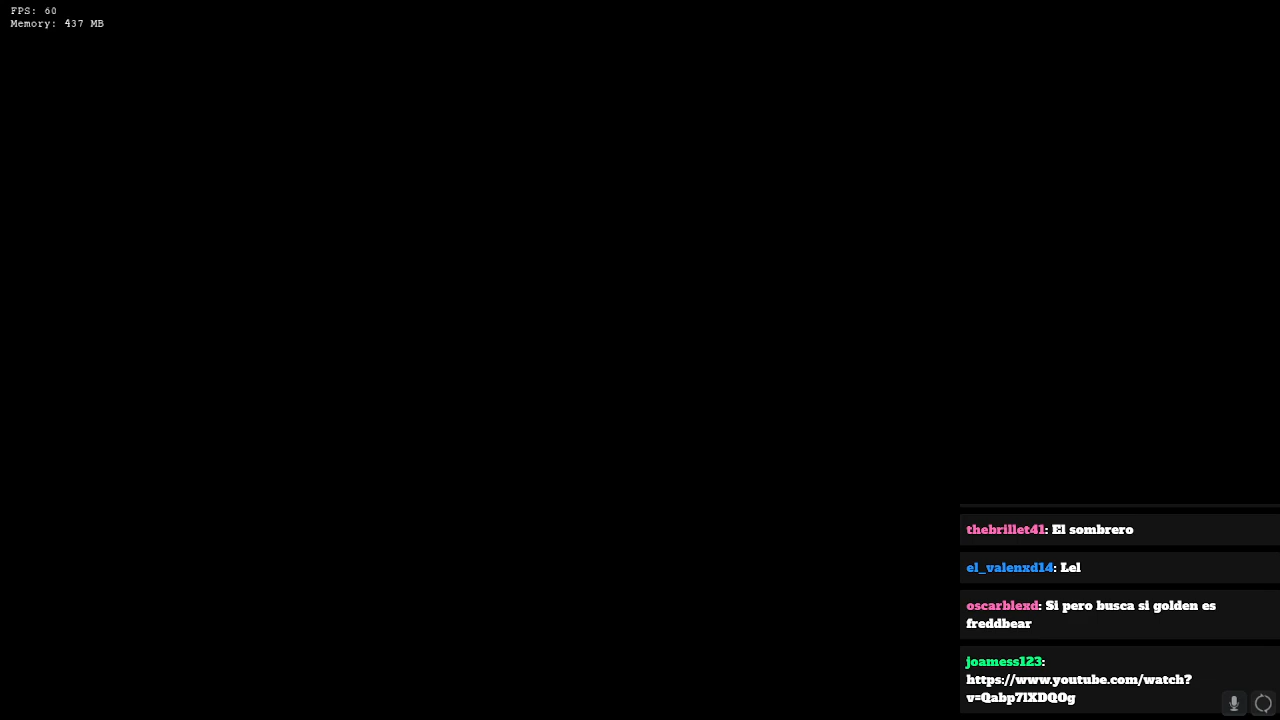 FPS: 60
Memory: 437 MB
thebrillet41: El sombrero
el_valenxd14: Lel
oscarblexd: Si pero busca si golden es
freddbear
joamess123:
https://www.youtube.com/watch?
v=Qabp7lXDQOg